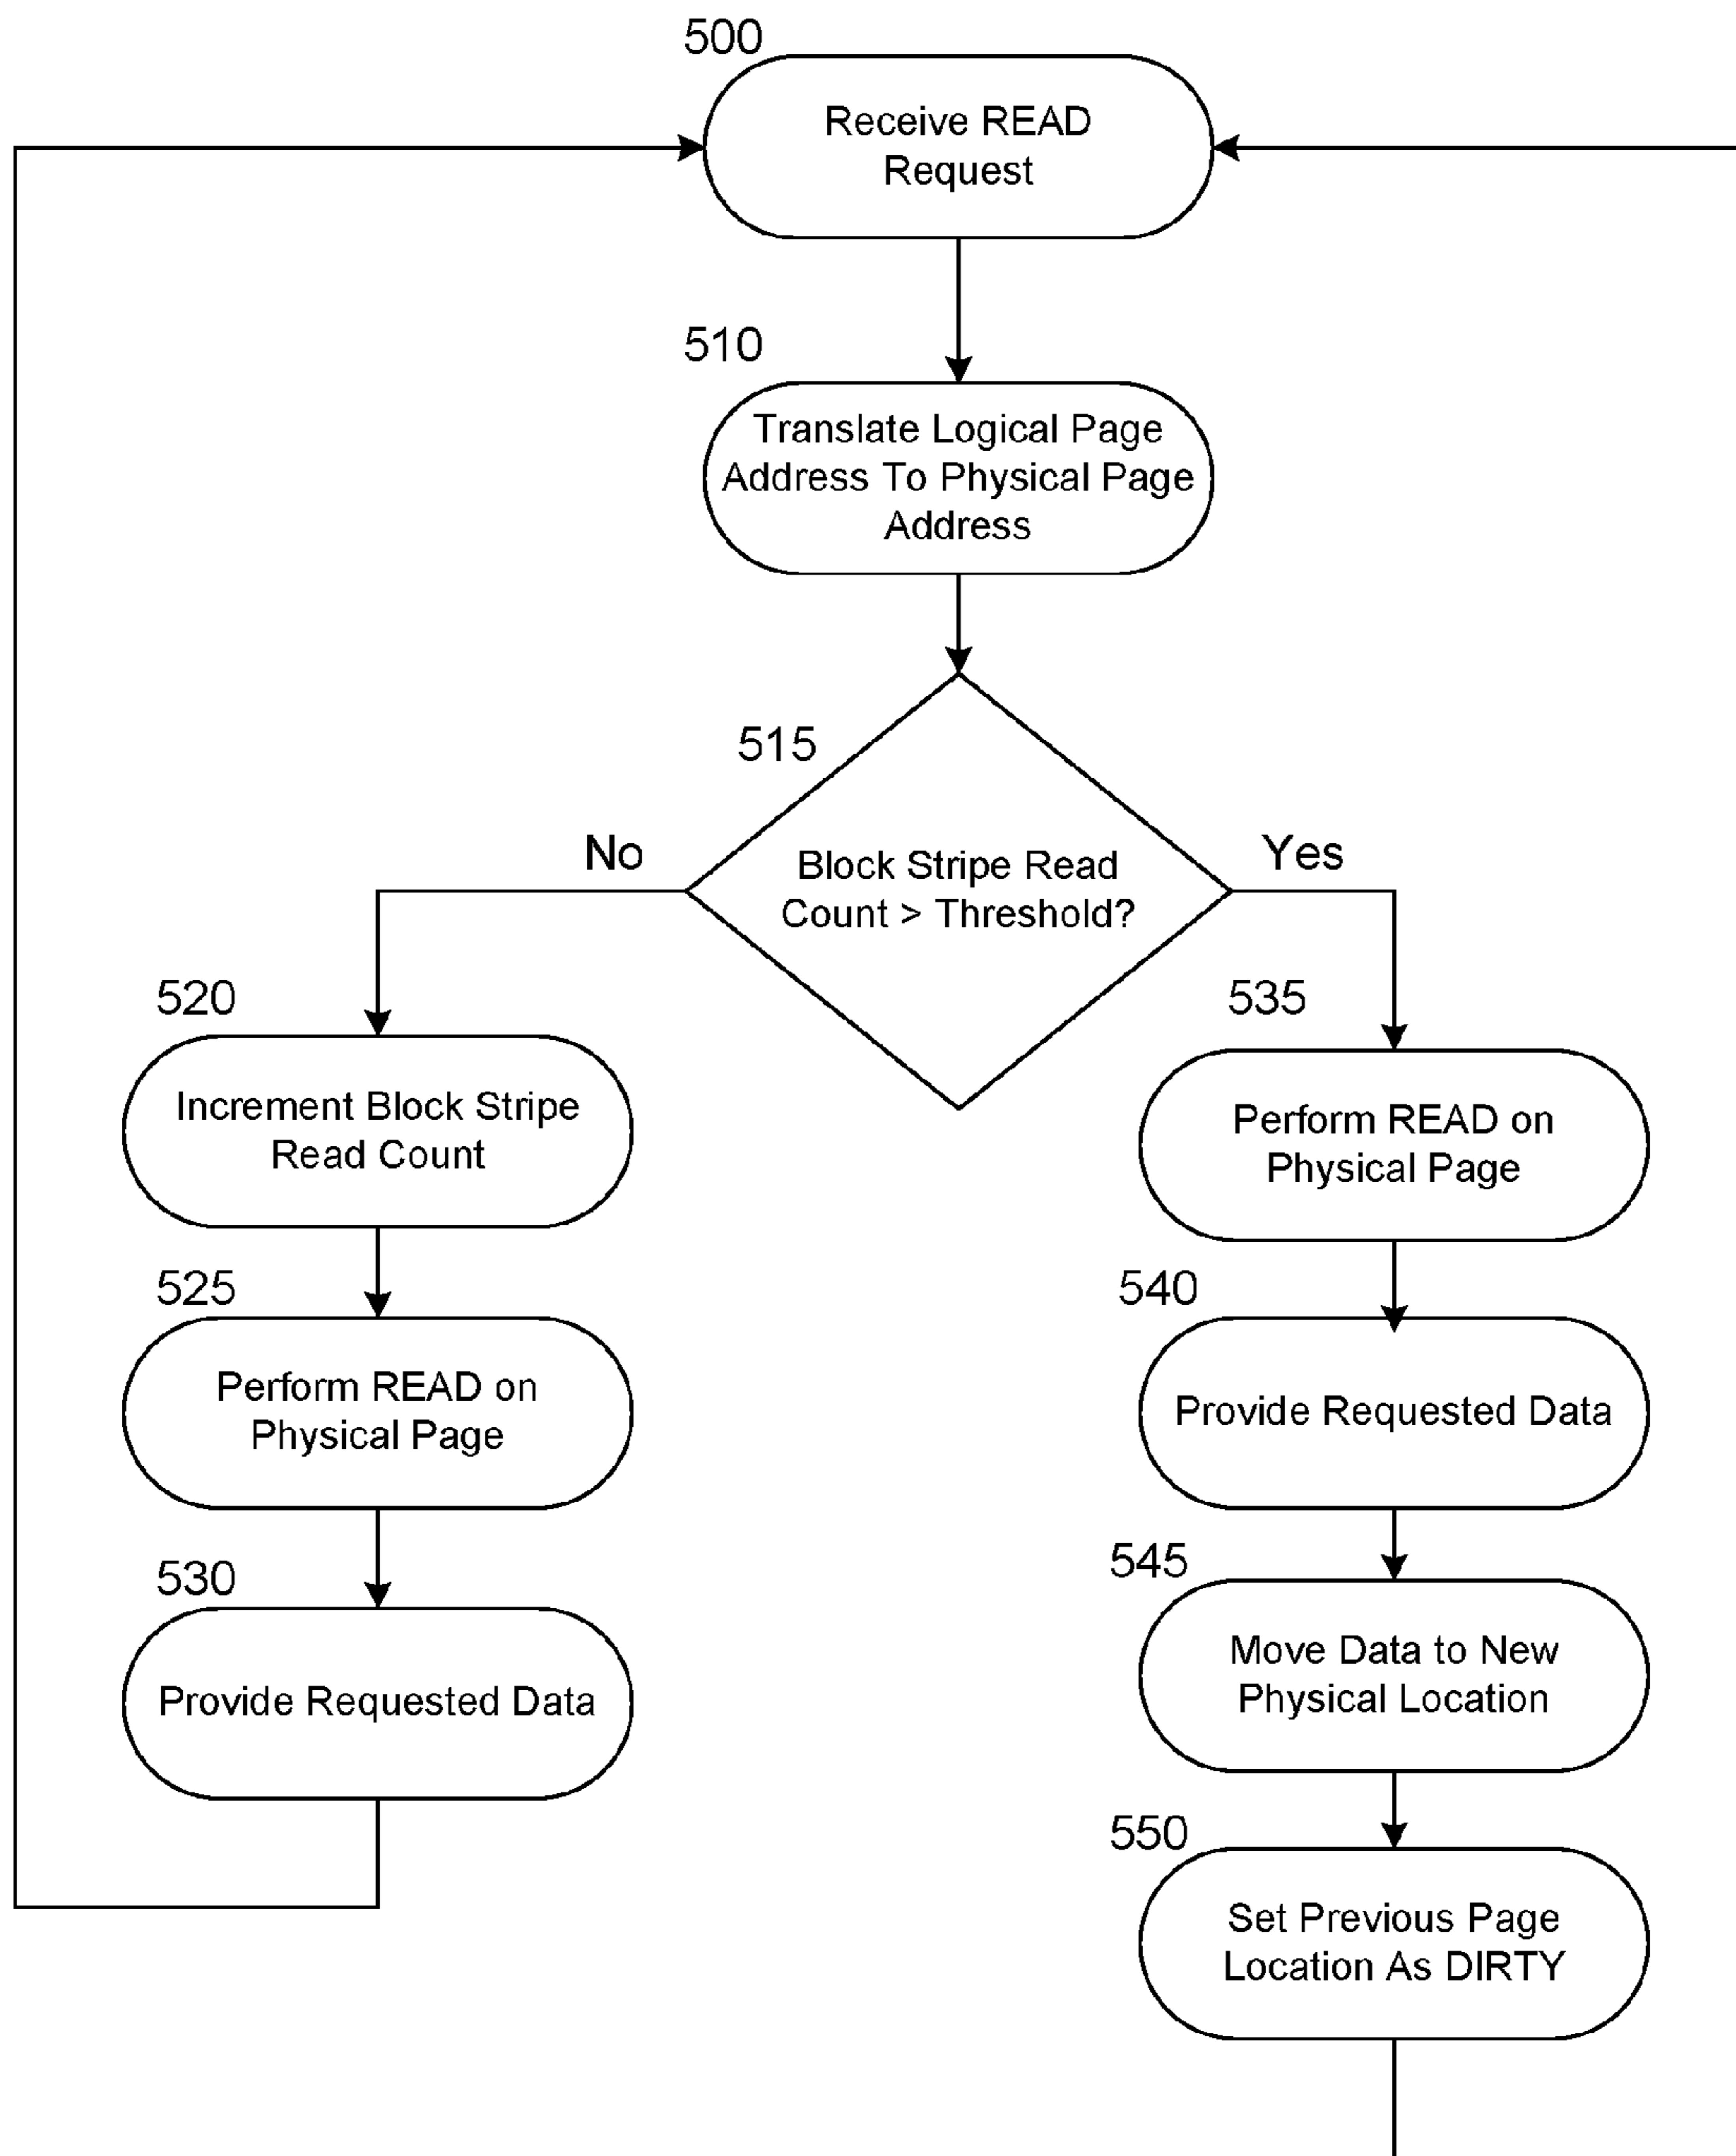 500
Receive READ
Request
510
Translate Logical Page
Address To Physical Page
Address
515
No
Yes
Block Stripe Read
Count > Threshold?
520
Increment Block Stripe
Read Count
525
Perform READ on
Physical Page
530
Provide Requested Data
535
Perform READ on
Physical Page
540
Provide Requested Data
545
Move Data to New
Physical Location
550
Set Previous Page
Location As DIRTY